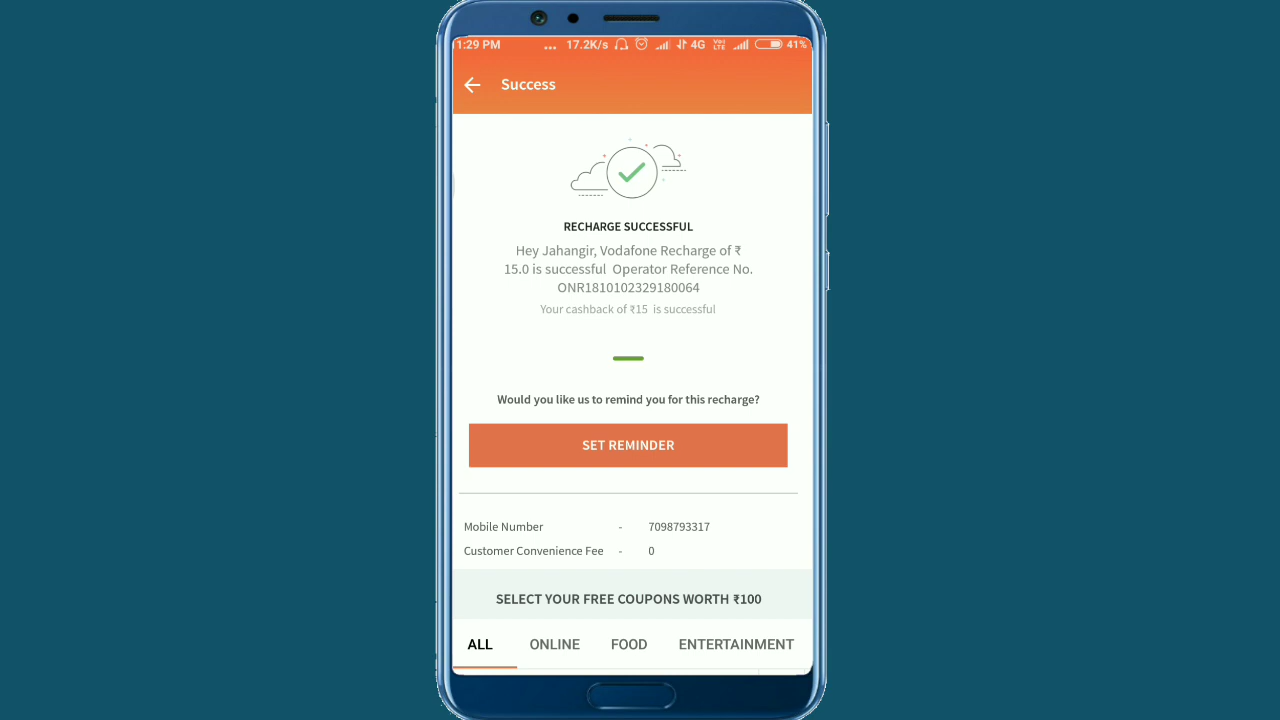 1:29 PM ... 17.2K/s 4G VoLTE 41%
Success
RECHARGE SUCCESSFUL
Hey Jahangir, Vodafone Recharge of ₹
15.0 is successful Operator Reference No.
ONR1810102329180064
Your cashback of ₹15 is successful
Would you like us to remind you for this recharge?
SET REMINDER
Mobile Number - 7098793317
Customer Convenience Fee - 0
SELECT YOUR FREE COUPONS WORTH ₹100
ALL ONLINE FOOD ENTERTAINMENT